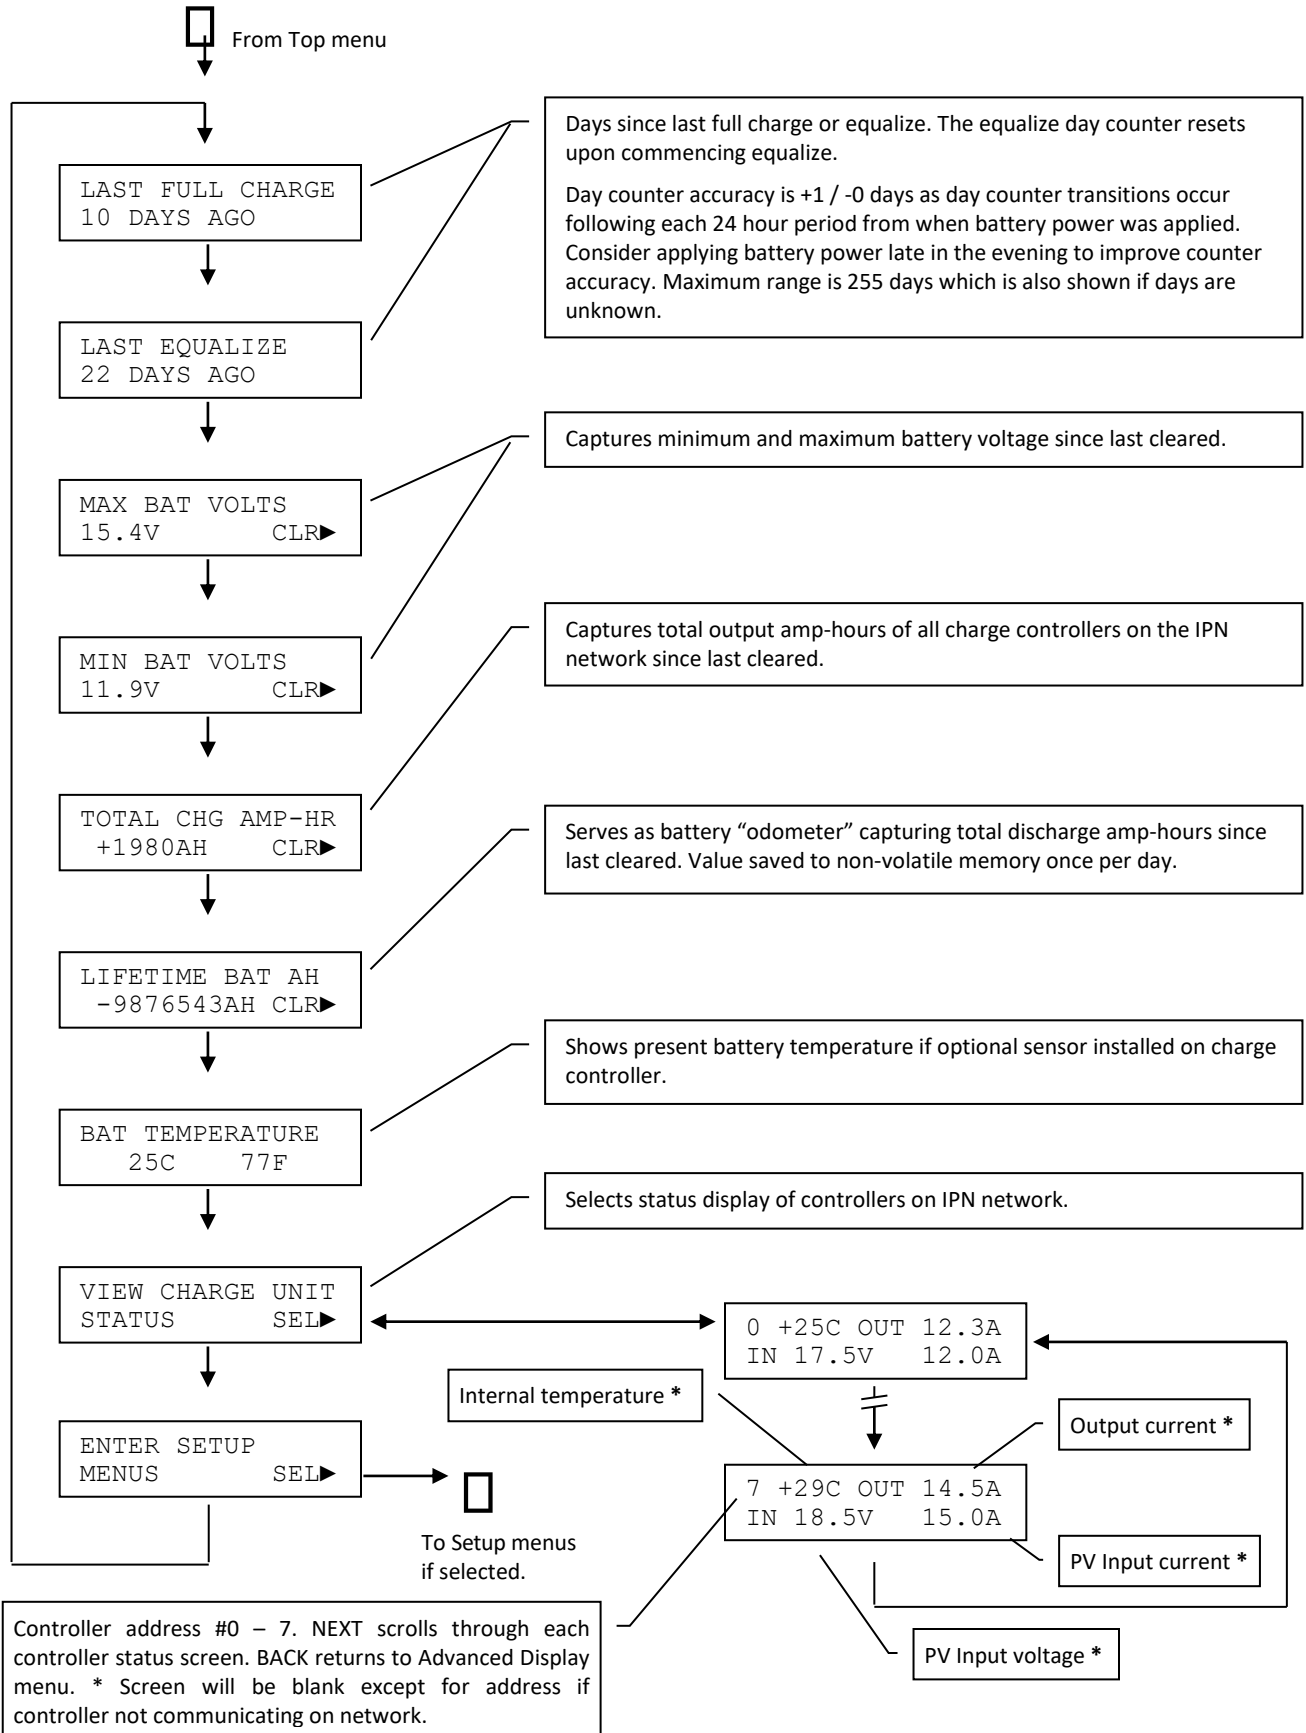 From Top menu
LAST FULL CHARGE
10 DAYS AGO
Days since last full charge or equalize. The equalize day counter resets
upon commencing equalize.
Day counter accuracy is +1 / -0 days as day counter transitions occur
following each 24 hour period from when battery power was applied.
Consider applying battery power late in the evening to improve counter
accuracy. Maximum range is 255 days which is also shown if days are
unknown.
LAST EQUALIZE
22 DAYS AGO
Captures minimum and maximum battery voltage since last cleared.
MAX BAT VOLTS
15.4V CLR►
MIN BAT VOLTS
11.9V CLR►
Captures total output amp-hours of all charge controllers on the IPN
network since last cleared.
TOTAL CHG AMP-HR
+1980AH CLR►
Serves as battery “odometer” capturing total discharge amp-hours since
last cleared. Value saved to non-volatile memory once per day.
LIFETIME BAT AH
-9876543AH CLR►
Shows present battery temperature if optional sensor installed on charge
controller.
BAT TEMPERATURE
25C 77F
Selects status display of controllers on IPN network.
VIEW CHARGE UNIT
STATUS SEL►
0 +25C OUT 12.3A
IN 17.5V 12.0A
Internal temperature *
Output current *
ENTER SETUP
MENUS SEL►
7 +29C OUT 14.5A
IN 18.5V 15.0A
To Setup menus
if selected.
PV Input current *
PV Input voltage *
Controller address #0 – 7. NEXT scrolls through each
controller status screen. BACK returns to Advanced Display
menu. * Screen will be blank except for address if
controller not communicating on network.